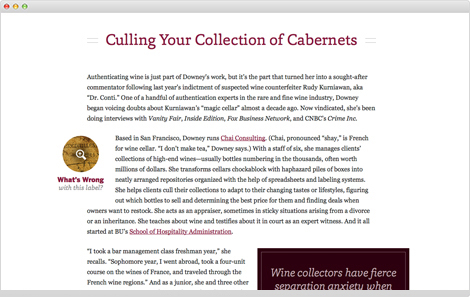 Culling Your Collection of Cabernets
Authenticating wine is just part of Downey's work, but it's the part that turned her into a sought-after
commentator following last year's indictment of suspected wine counterfeiter Rudy Kurniawan, aka
"Dr. Conti." One of a handful of authentication experts in the rare and fine wine industry, Downey
began voicing doubts about Kurniawan's "magic cellar" almost a decade ago. Now vindicated, she's been
doing interviews with Vanity Fair, Inside Edition, Fox Business Network, and CNBC's Crime Inc.
What's Wrong
with this label?
Based in San Francisco, Downey runs Chai Consulting. (Chai, pronounced "shay," is French
for wine cellar. "I don't make tea," Downey says.) With a staff of six, she manages clients'
collections of high-end wines—usually bottles numbering in the thousands, often worth
millions of dollars. She transforms cellars chockablock with haphazard piles of boxes into
neatly arranged repositories organized with the help of spreadsheets and labeling systems.
She helps clients cull their collections to adapt to their changing tastes or lifestyles, figuring
out which bottles to sell and determining the best price for them and finding deals when
owners want to restock. She acts as an appraiser, sometimes in sticky situations arising from a divorce
or an inheritance. She teaches about wine and testifies about it in court as an expert witness. And it all
started at BU's School of Hospitality Administration.
"I took a bar management class freshman year," she
recalls. "Sophomore year, I went abroad, took a four-unit
course on the wines of France, and traveled through the
French wine regions." And as a junior, she and three other
Wine collectors have fierce
separation anxiety when